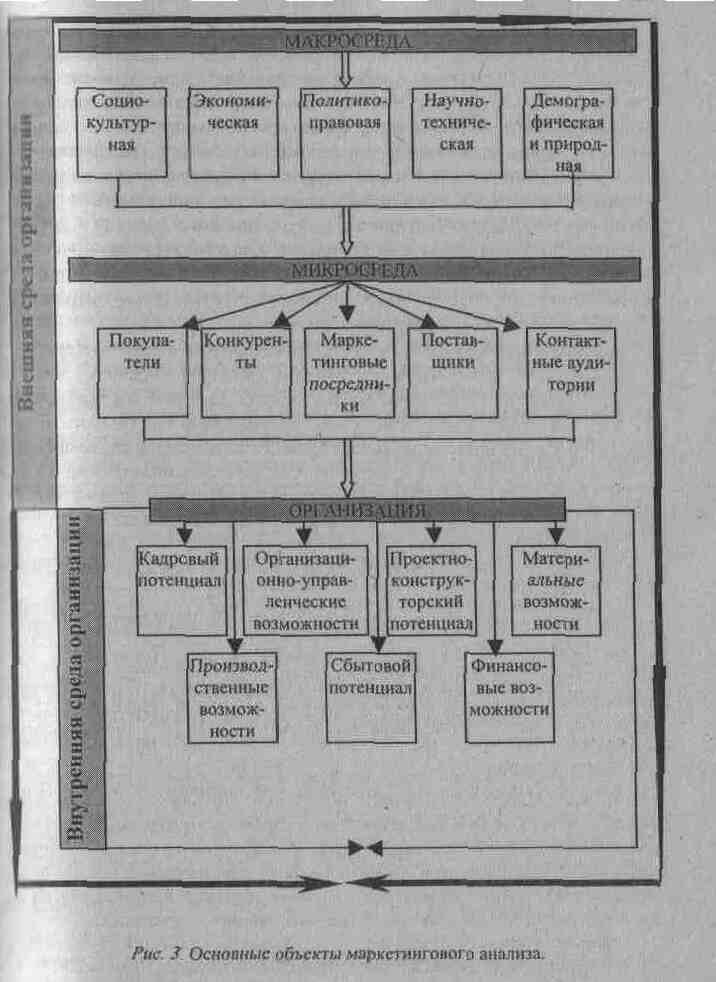 МАКРОСРЕДА
Социо-
культур-
ная
Экономи-
ческая
Политико-
правовая
Научно-
техниче-
ская
Демогра-
фическая
и природ-
ная
Внешняя среда организации
МИКРОСРЕДА
Покупа-
тели
Конкурен-
ты
Марке-
тинговые
посредни-
ки
Постав-
щики
Контакт-
ные ауди-
тории
ОРГАНИЗАЦИЯ
Внутренняя среда организации
Кадровый
потенциал
Организаци-
онно-управ-
ленческие
возможности
Проектно-
конструк-
торский
потенциал
Матери-
альные
возмож-
ности
Производ-
ственные
возмож-
ности
Сбытовой
потенциал
Финансо-
вые воз-
можности
Рис. 3. Основные объекты маркетингового анализа.